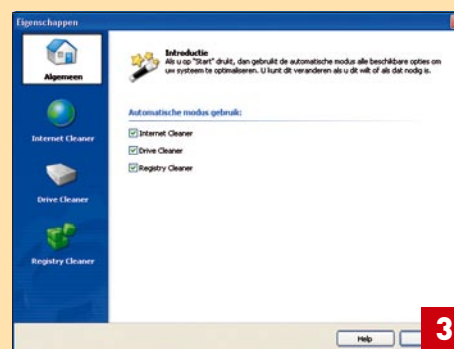 Eigenschappen
Algemeen
Internet Cleaner
Drive Cleaner
Registry Cleaner
Introductie
Als u op "Start" drukt, dan gebruikt de automatische modus alle beschikbare opties om
uw systeem te optimaliseren. U kunt dit veranderen als u dit wilt of als dat nodig is.
Automatische modus gebruik:
Internet Cleaner
Drive Cleaner
Registry Cleaner
Help
3